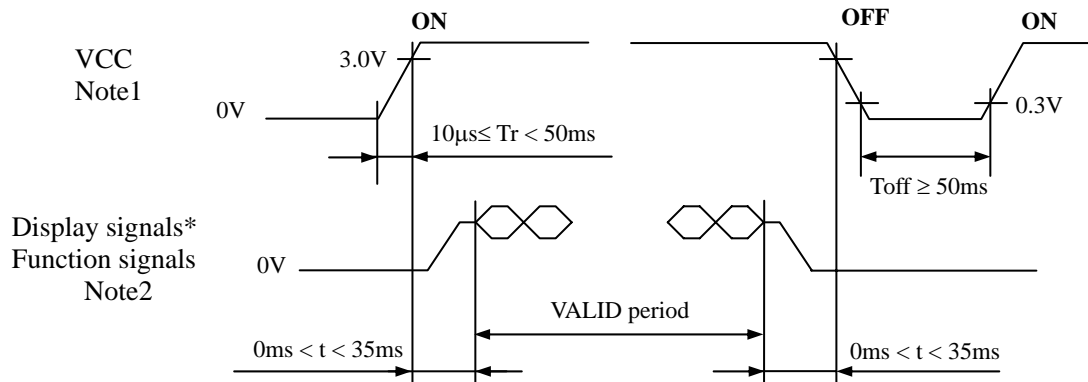 ON
OFF
ON
VCC
Note1
3.0V
0V
0.3V
10μs≤ Tr < 50ms
Toff ≥ 50ms
Display signals*
Function signals
Note2
0V
VALID period
0ms < t < 35ms
0ms < t < 35ms